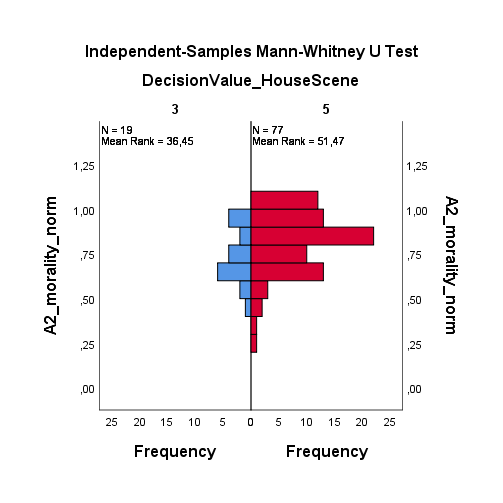 Independent-Samples Mann-Whitney U Test
DecisionValue_HouseScene
3 5
N = 19 N = 77
Mean Rank = 36,45 Mean Rank = 51,47
A2_morality_norm
1,25 1,25
1,00 1,00
,75 ,75
,50 ,50
,25 ,25
,00 ,00
A2_morality_norm
25 20 15 10 5 0 5 10 15 20 25
Frequency Frequency